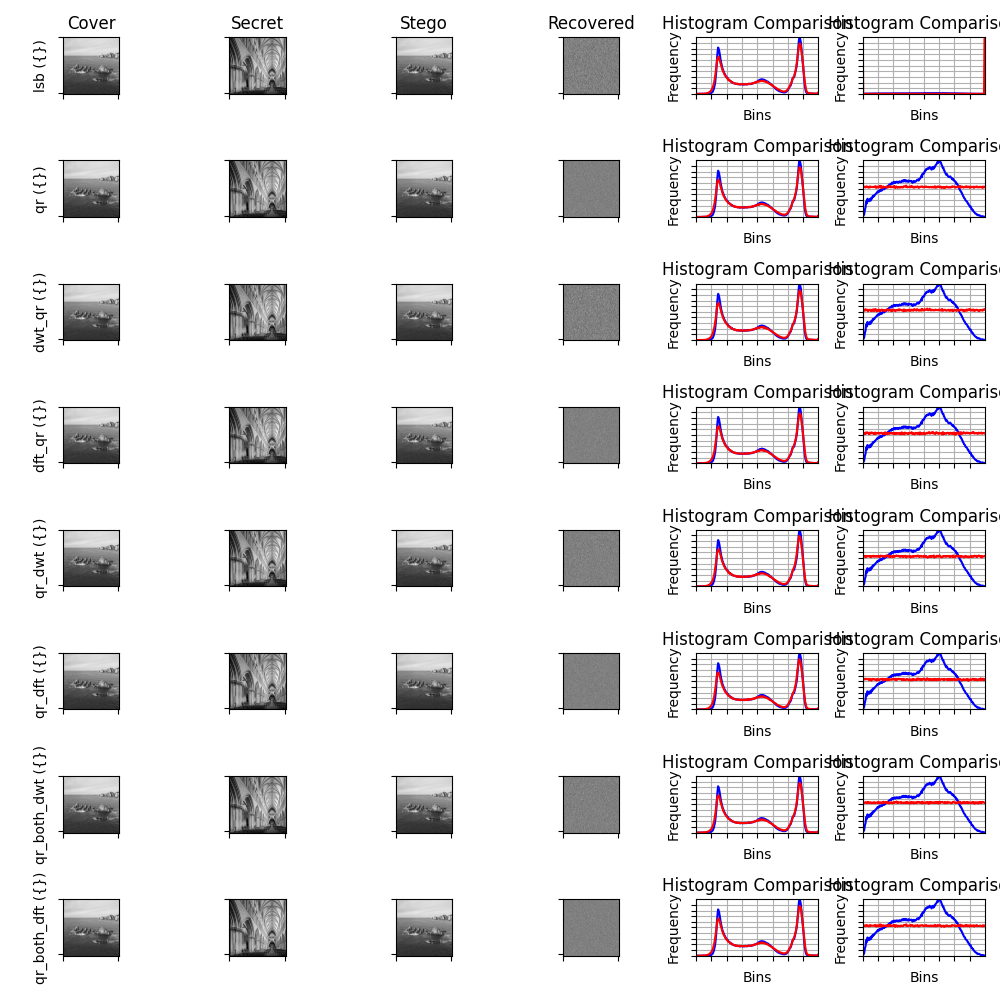 Cover Secret Stego Recovered Histogram Comparison Histogram Comparis
lsb ({}) Frequency Frequency
Bins Bins
Histogram Comparison Histogram Comparis
qr ({}) Frequency Frequency
Bins Bins
Histogram Comparison Histogram Comparis
dwt_qr ({}) Frequency Frequency
Bins Bins
Histogram Comparison Histogram Comparis
dft_qr ({}) Frequency Frequency
Bins Bins
Histogram Comparison Histogram Comparis
qr_dwt ({}) Frequency Frequency
Bins Bins
Histogram Comparison Histogram Comparis
qr_dft ({}) Frequency Frequency
Bins Bins
Histogram Comparison Histogram Comparis
qr_both_dwt ({}) Frequency Frequency
Bins Bins
Histogram Comparison Histogram Comparis
qr_both_dft ({}) Frequency Frequency
Bins Bins